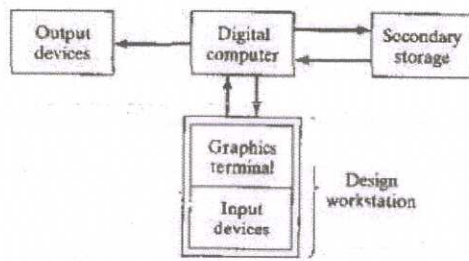 Output
devices
Digital
computer
Secondary
storage
Graphics
terminal
Input
devices
Design
workstation